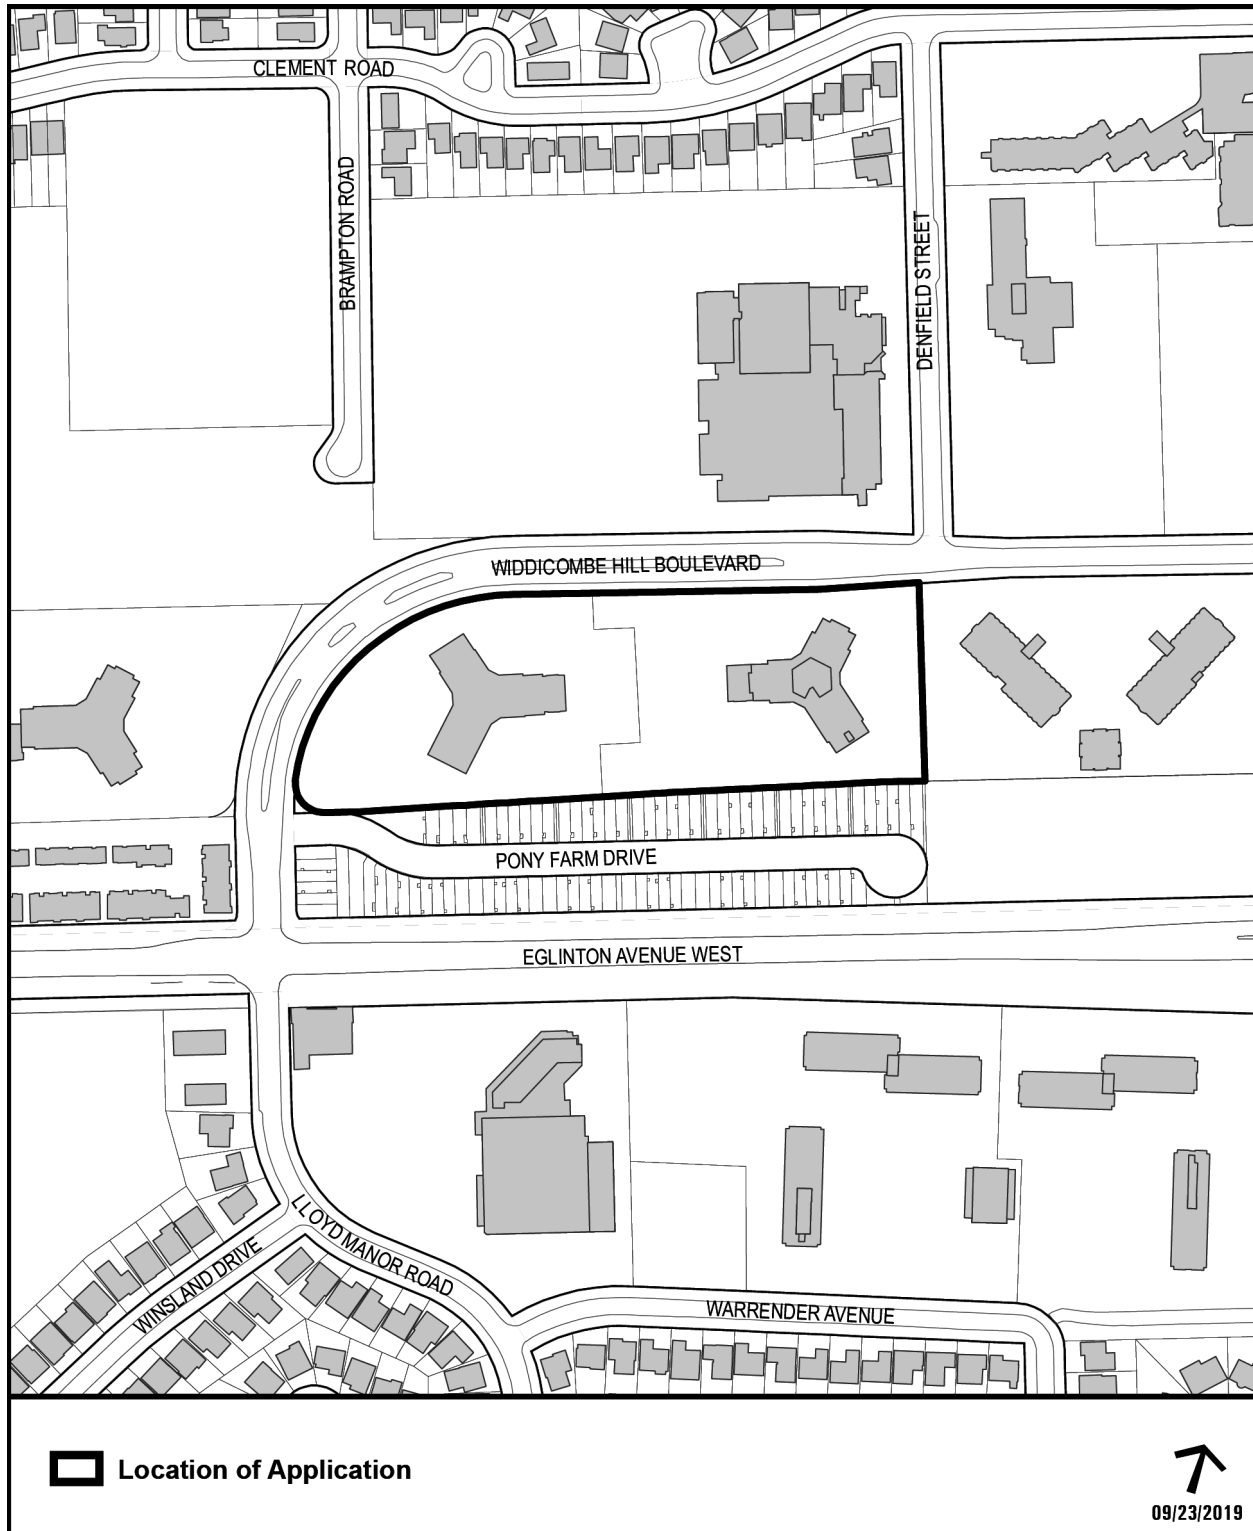 CLEMENT ROAD
BRAMPTON ROAD
DENFIELD STREET
WIDDICOMBE HILL BOULEVARD
PONY FARM DRIVE
EGLINTON AVENUE WEST
LLOYD MANOR ROAD
WINSLAND DRIVE
WARRENDER AVENUE
Location of Application
09/23/2019